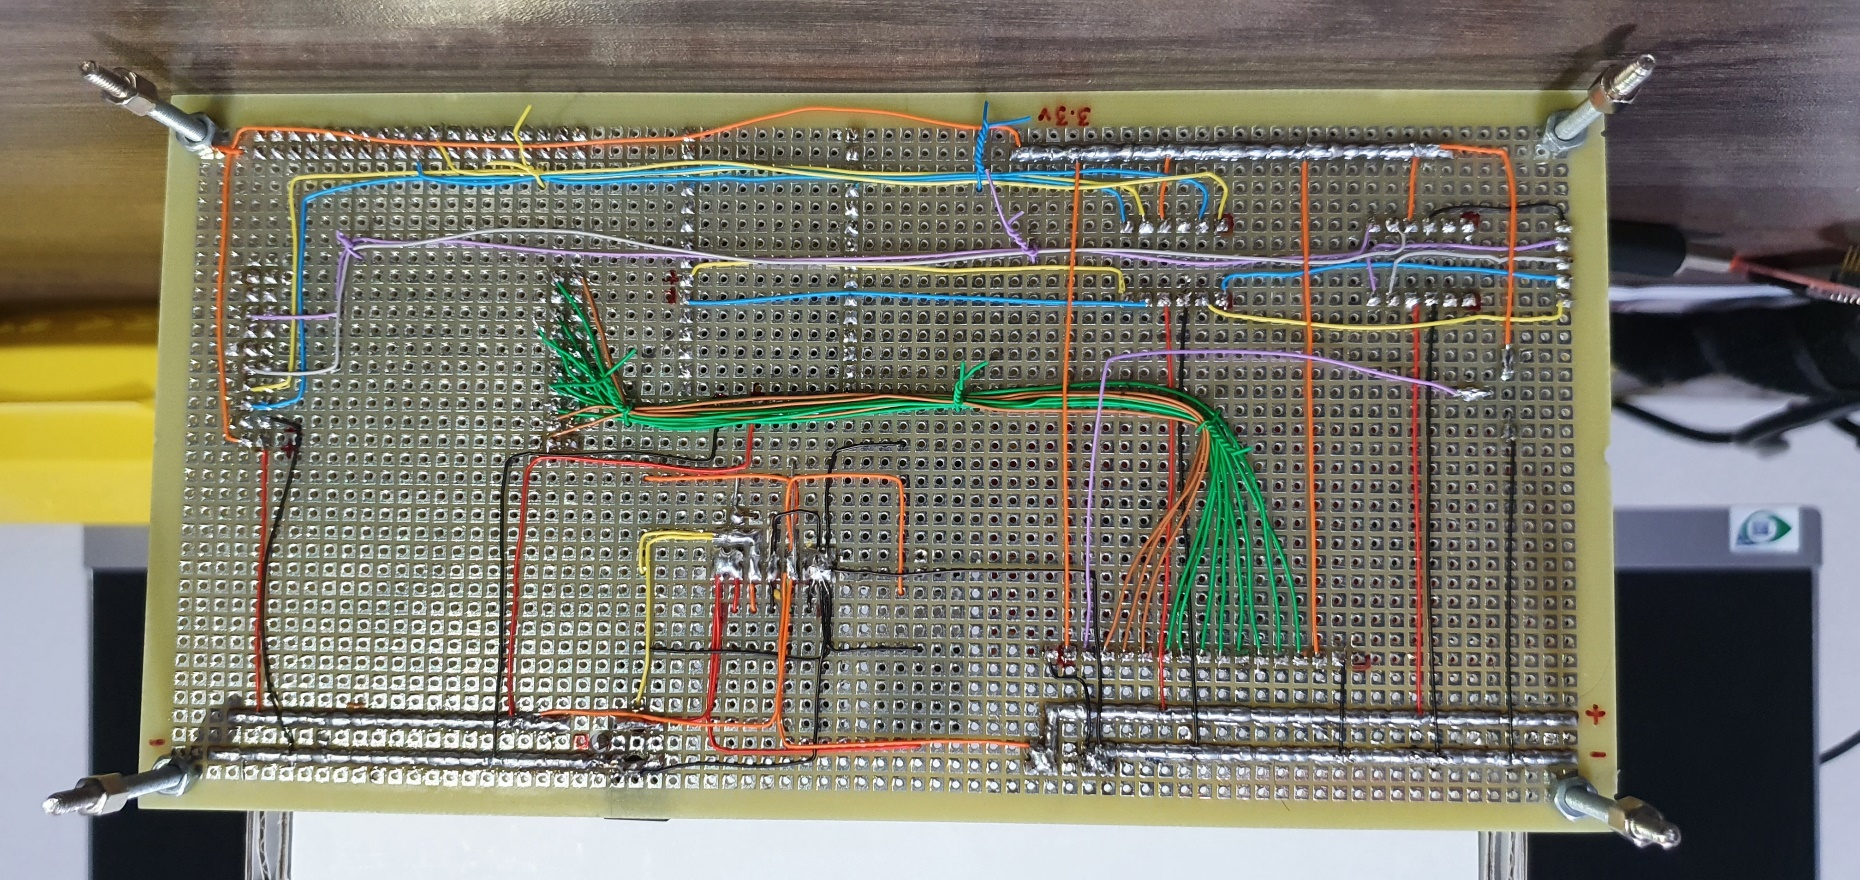 3.3v
+
-
-
+